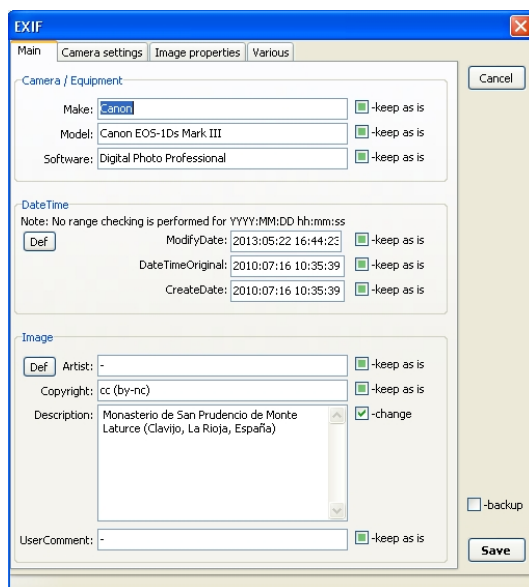 EXIF
Main Camera settings Image properties Various
Cancel
Camera / Equipment
Make: Canon -keep as is
Model: Canon EOS-1Ds Mark III -keep as is
Software: Digital Photo Professional -keep as is
DateTime
Note: No range checking is performed for YYYY:MM:DD hh:mm:ss
Def ModifyDate: 2013:05:22 16:44:23 -keep as is
DateTimeOriginal: 2010:07:16 10:35:39 -keep as is
CreateDate: 2010:07:16 10:35:39 -keep as is
Image
Def Artist: - -keep as is
Copyright: cc (by-nc) -keep as is
Description: Monasterio de San Prudencio de Monte -change
Laturce (Clavijo, La Rioja, España)
-backup
UserComment: - -keep as is
Save